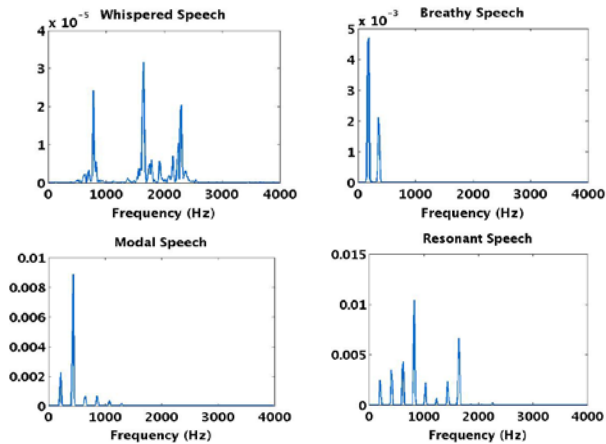 Whispered Speech
× 10⁻⁵
4
3
2
1
0
0 1000 2000 3000 4000
Frequency (Hz)
Breathy Speech
× 10⁻³
5
4
3
2
1
0
0 1000 2000 3000 4000
Frequency (Hz)
Modal Speech
0.01
0.008
0.006
0.004
0.002
0
0 1000 2000 3000 4000
Frequency (Hz)
Resonant Speech
0.015
0.01
0.005
0
0 1000 2000 3000 4000
Frequency (Hz)